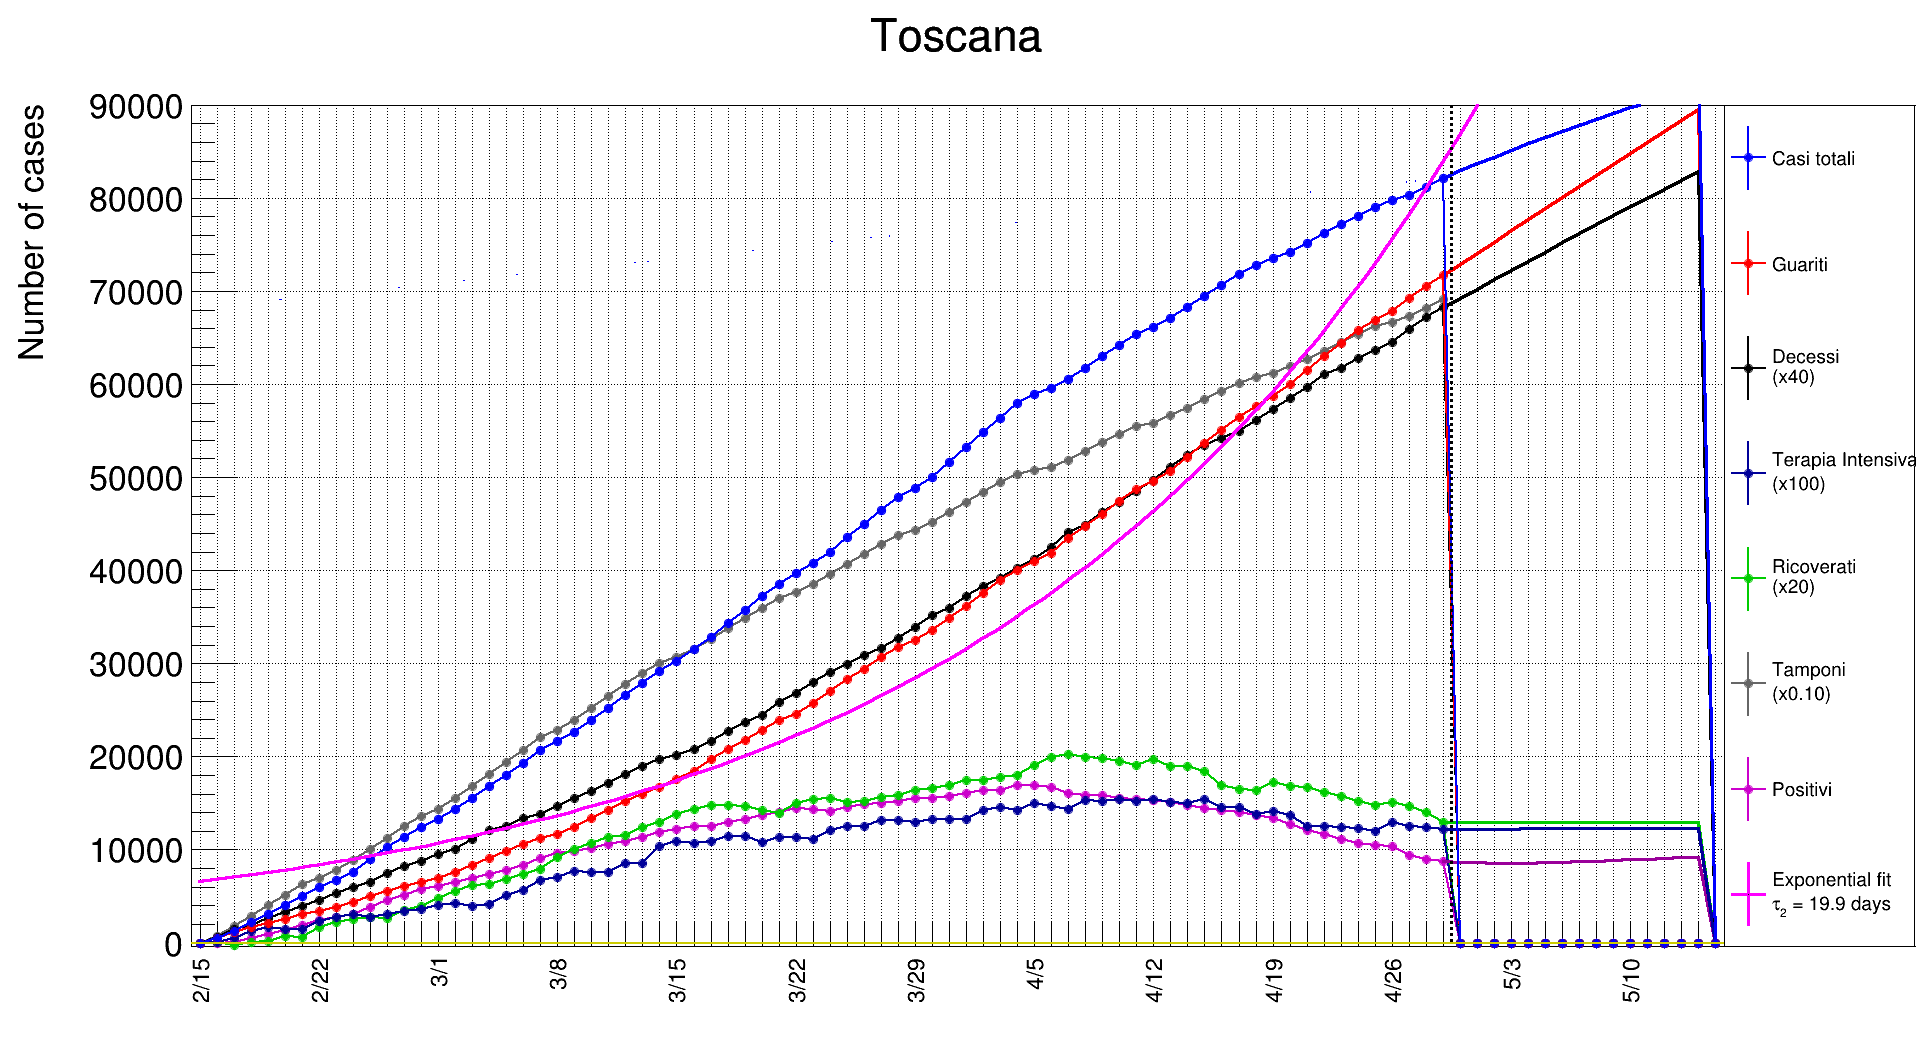 Toscana
Number of cases
90000
80000
70000
60000
50000
40000
30000
20000
10000
0
2/15
2/22
3/1
3/8
3/15
3/22
3/29
4/5
4/12
4/19
4/26
5/3
5/10
Casi totali
Guariti
Decessi
(x40)
Terapia Intensiva
(x100)
Ricoverati
(x20)
Tamponi
(x0.10)
Positivi
Exponential fit
τ2 = 19.9 days